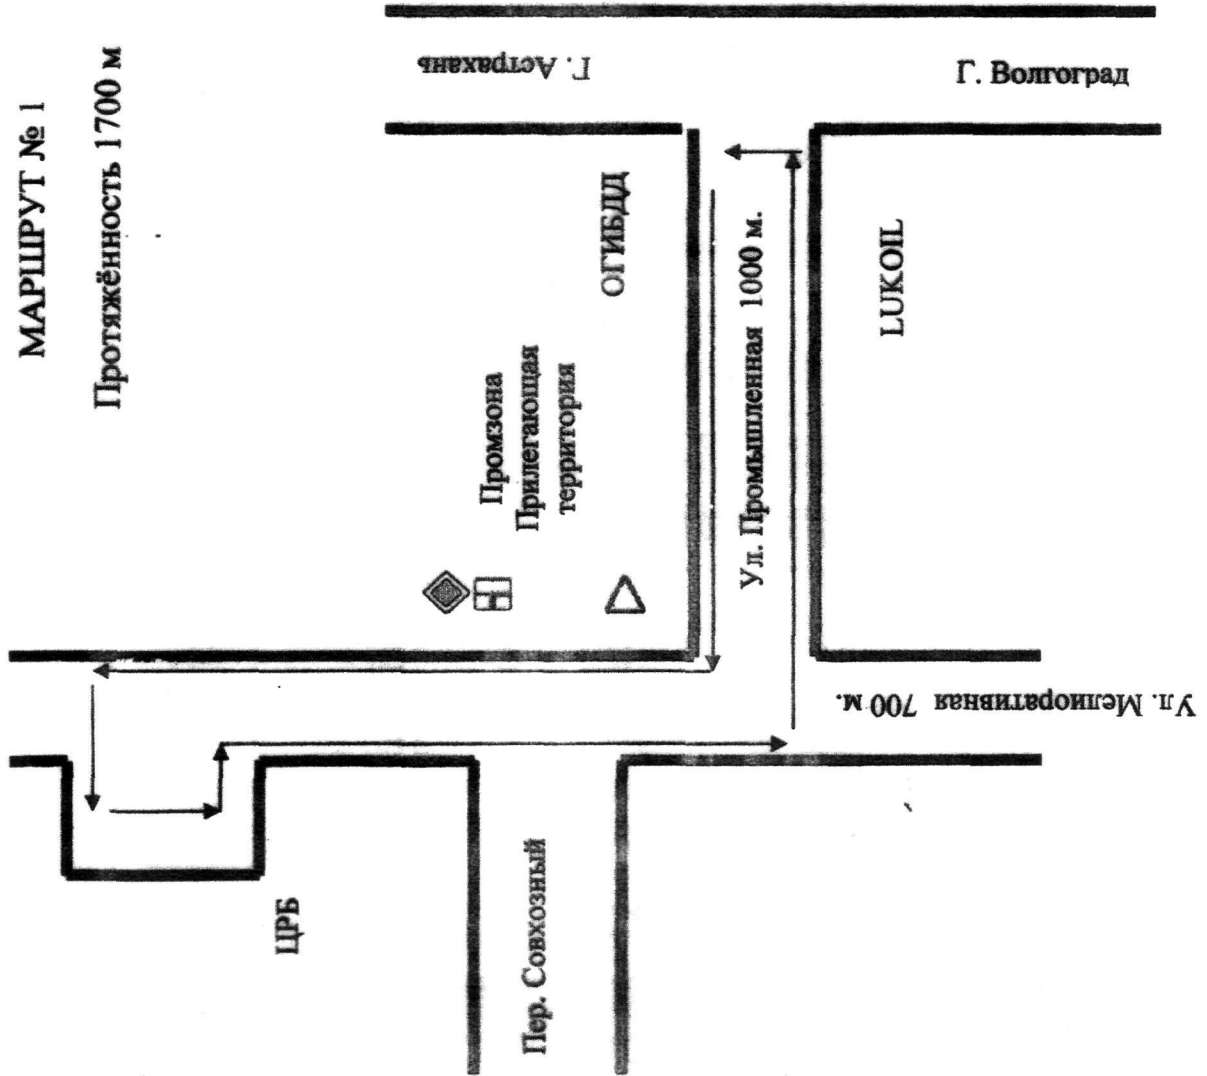 МАРШРУТ № 1
Протяжённость 1700 м
Г. Астрахань
Г. Волгоград
ОГИБДД
Промзона
Прилегающая
территория
Ул. Промышленная 1000 м.
LUKOIL
Ул. Мелиоративная 700 м.
ЦРБ
Пер. Совхозный